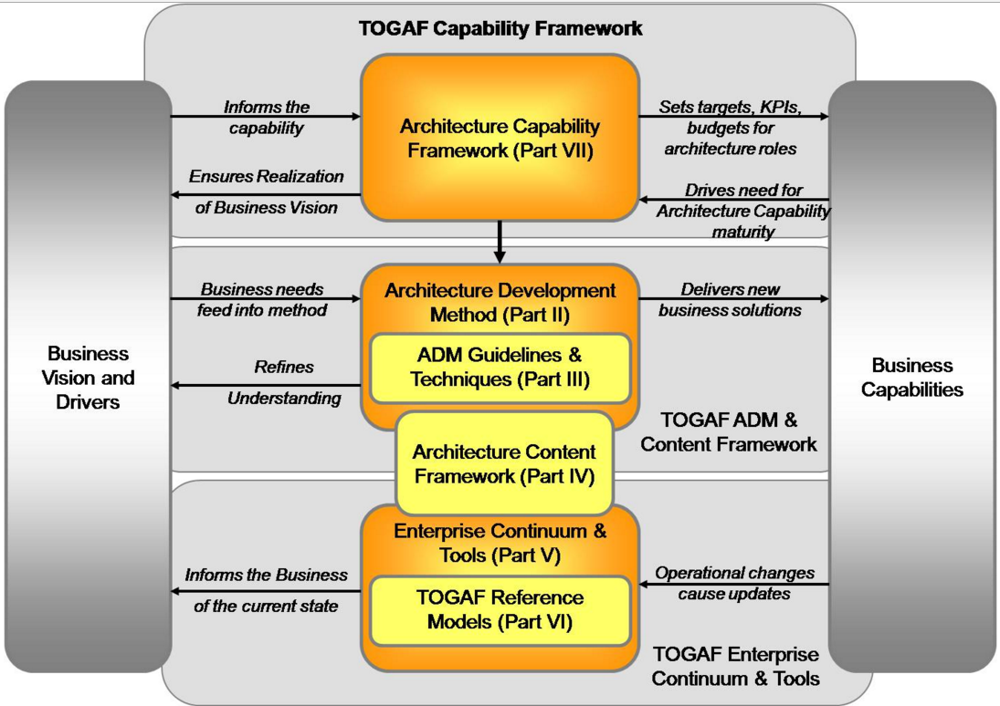 TOGAF Capability Framework
Informs the
capability
Ensures Realization
of Business Vision
Architecture Capability
Framework (Part VII)
Sets targets, KPIs,
budgets for
architecture roles
Drives need for
Architecture Capability
maturity
Business
Vision and
Drivers
Business needs
feed into method
Refines
Understanding
Architecture Development
Method (Part II)
ADM Guidelines &
Techniques (Part III)
Delivers new
business solutions
Business
Capabilities
TOGAF ADM &
Content Framework
Architecture Content
Framework (Part IV)
Enterprise Continuum &
Tools (Part V)
TOGAF Reference
Models (Part VI)
Informs the Business
of the current state
Operational changes
cause updates
TOGAF Enterprise
Continuum & Tools